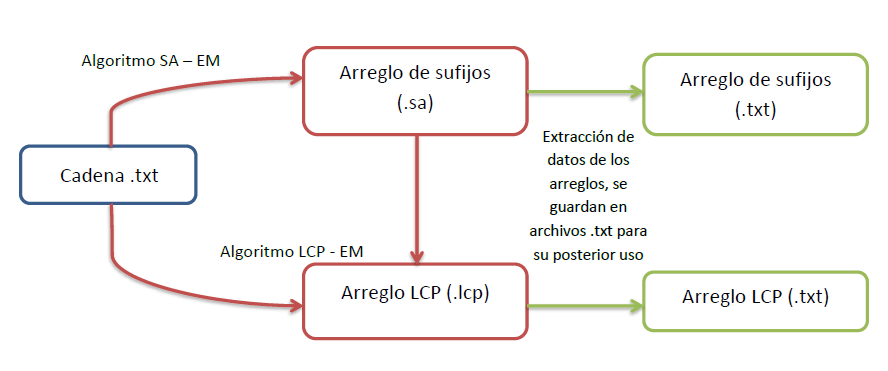 Algoritmo SA – EM
Arreglo de sufijos
(.sa)
Arreglo de sufijos
(.txt)
Cadena .txt
Extracción de
datos de los
arreglos, se
guardan en
archivos .txt para
su posterior uso
Algoritmo LCP - EM
Arreglo LCP (.lcp)
Arreglo LCP (.txt)